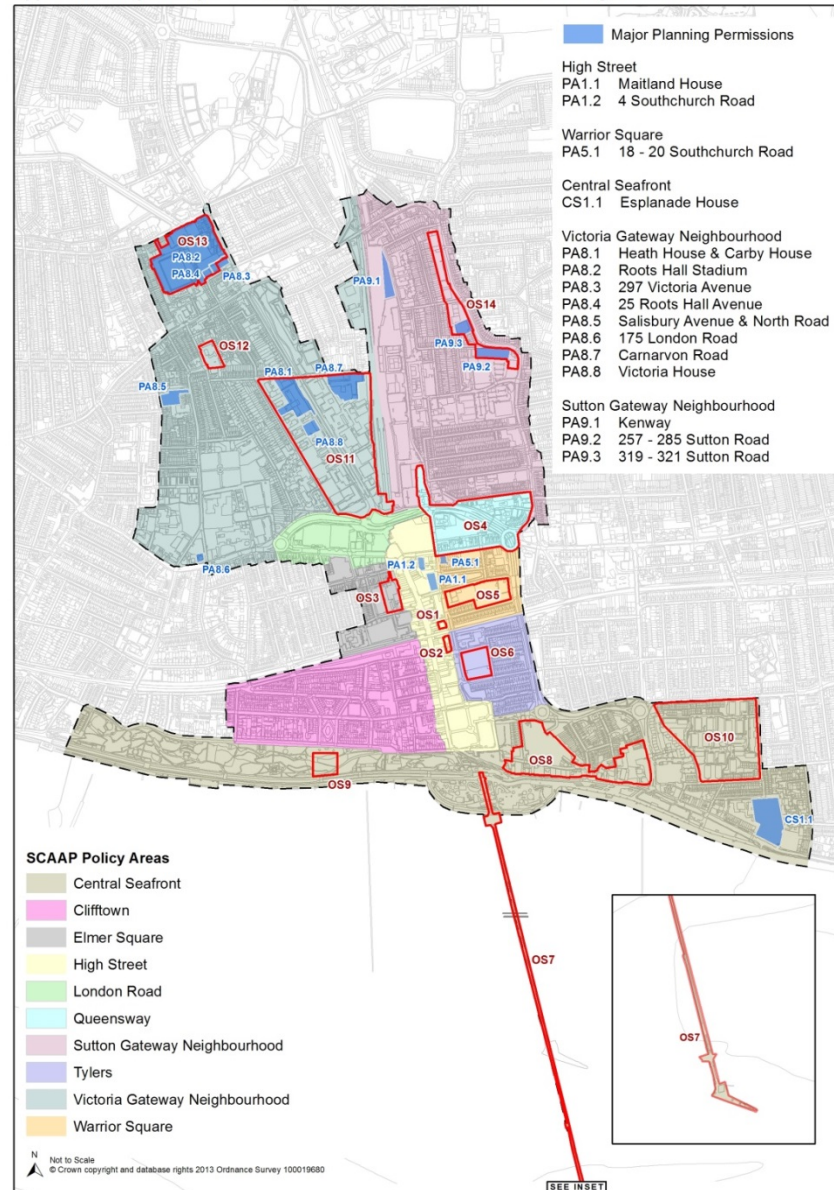 Major Planning Permissions
High Street
PA1.1 Maitland House
PA1.2 4 Southchurch Road
Warrior Square
PA5.1 18 - 20 Southchurch Road
Central Seafront
CS1.1 Esplanade House
Victoria Gateway Neighbourhood
PA8.1 Heath House & Carby House
PA8.2 Roots Hall Stadium
PA8.3 297 Victoria Avenue
PA8.4 25 Roots Hall Avenue
PA8.5 Salisbury Avenue & North Road
PA8.6 175 London Road
PA8.7 Carnarvon Road
PA8.8 Victoria House
Sutton Gateway Neighbourhood
PA9.1 Kenway
PA9.2 257 - 285 Sutton Road
PA9.3 319 - 321 Sutton Road
OS13
PA8.2
PA8.4
PA8.3
PA9.1
OS14
PA9.3
PA9.2
OS12
PA8.1
PA8.7
PA8.5
PA8.8
OS11
OS4
PA8.6
PA1.2
PA5.1
PA1.1
OS3
OS5
OS1
OS2
OS6
OS10
OS8
OS9
CS1.1
OS7
OS7
SCAAP Policy Areas
Central Seafront
Clifftown
Elmer Square
High Street
London Road
Queensway
Sutton Gateway Neighbourhood
Tylers
Victoria Gateway Neighbourhood
Warrior Square
N
Not to Scale
© Crown copyright and database rights 2013 Ordnance Survey 100019680
SEE INSET